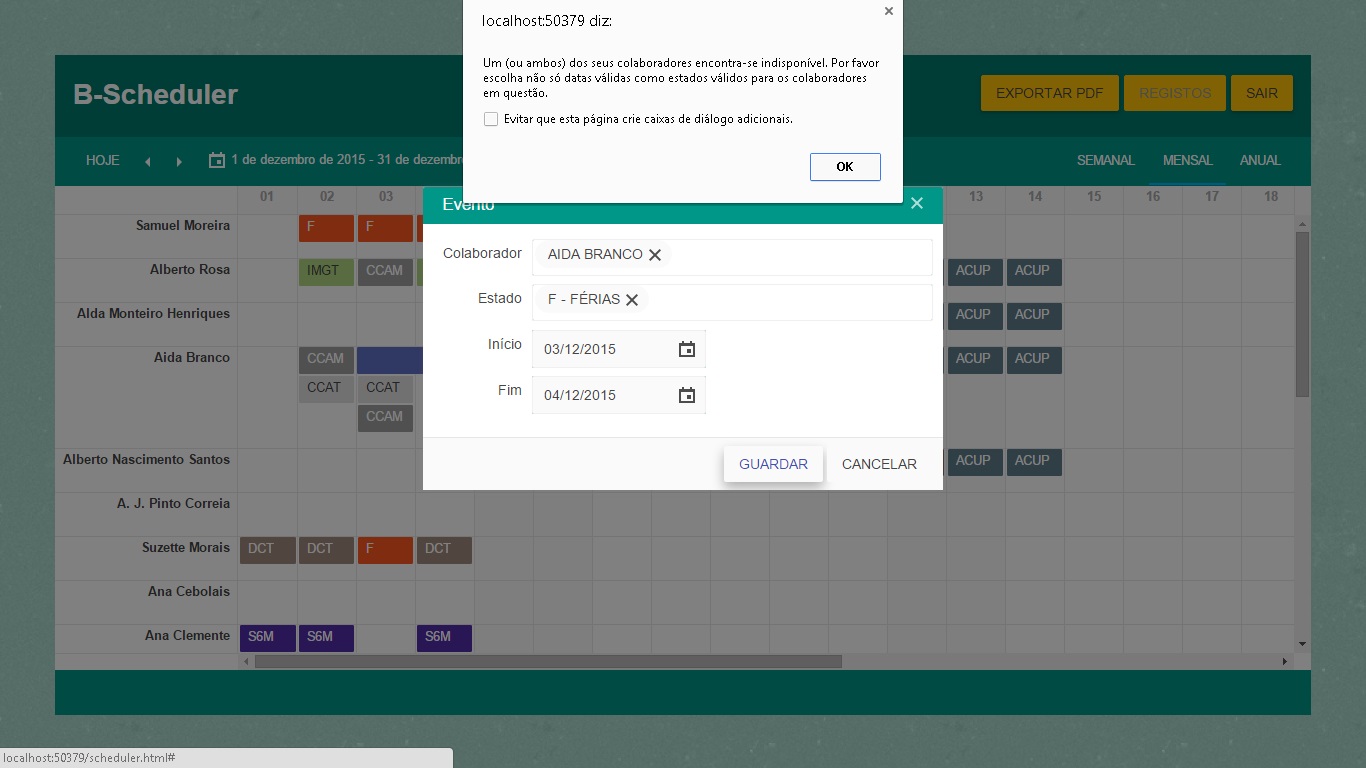 localhost:50379 diz:
Um (ou ambos) dos seus colaboradores encontra-se indisponível. Por favor
escolha não só datas válidas como estados válidos para os colaboradores
em questão.
Evitar que esta página crie caixas de diálogo adicionais.
OK
B-Scheduler
EXPORTAR PDF REGISTOS SAIR
HOJE 1 de dezembro de 2015 - 31 de dezembro SEMANAL MENSAL ANUAL
01 02 03 13 14 15 16 17 18
Evento
Samuel Moreira F F
Colaborador AIDA BRANCO
Alberto Rosa IMGT CCAM ACUP ACUP
Estado F - FÉRIAS
Alda Monteiro Henriques ACUP ACUP
Início 03/12/2015
Aida Branco CCAM ACUP ACUP
CCAT CCAT
Fim 04/12/2015
CCAM
GUARDAR CANCELAR
Alberto Nascimento Santos ACUP ACUP
A. J. Pinto Correia
Suzette Morais DCT DCT F DCT
Ana Cebolais
Ana Clemente S6M S6M S6M
localhost:50379/scheduler.html#